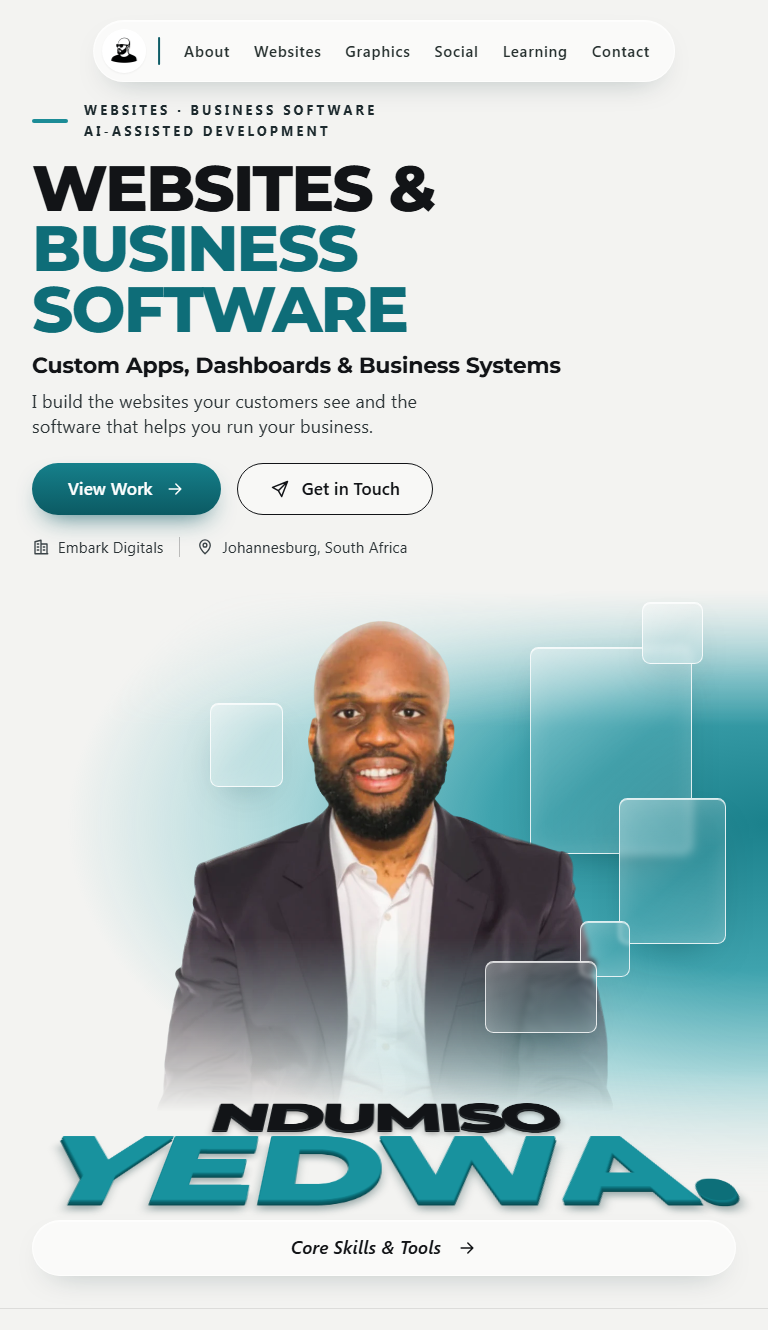 About Websites Graphics Social Learning Contact
WEBSITES · BUSINESS SOFTWARE
AI-ASSISTED DEVELOPMENT
WEBSITES &
BUSINESS
SOFTWARE
Custom Apps, Dashboards & Business Systems
I build the websites your customers see and the
software that helps you run your business.
View Work → Get in Touch
Embark Digitals Johannesburg, South Africa
NDUMISO
YEDWA.
Core Skills & Tools →